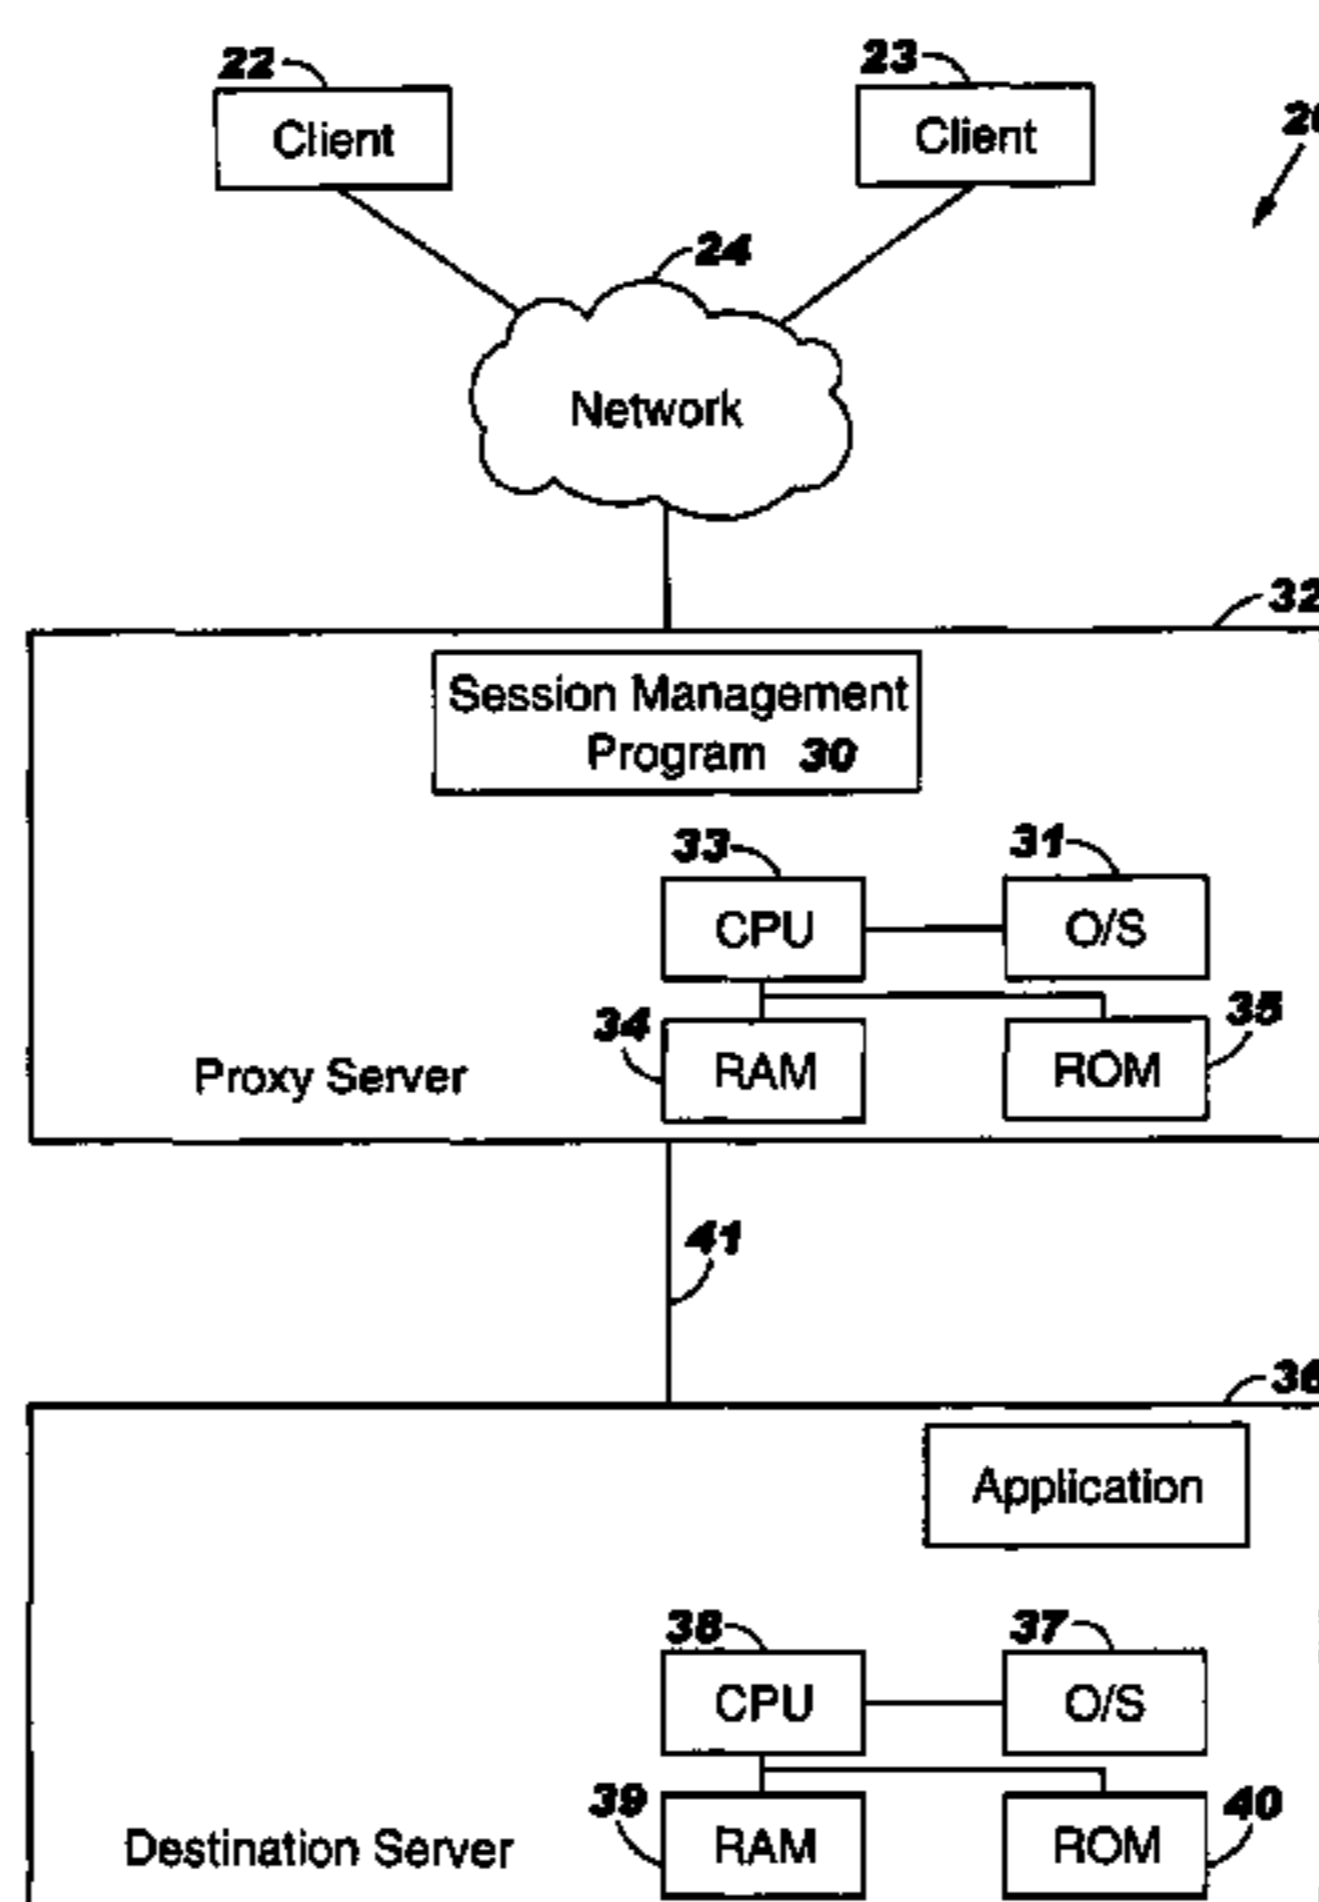 22
23
Client
Client
24
Network
32
Session Management
Program 30
33
31
CPU
O/S
34
35
RAM
ROM
Proxy Server
41
36
Application
38
37
CPU
O/S
39
40
RAM
ROM
Destination Server